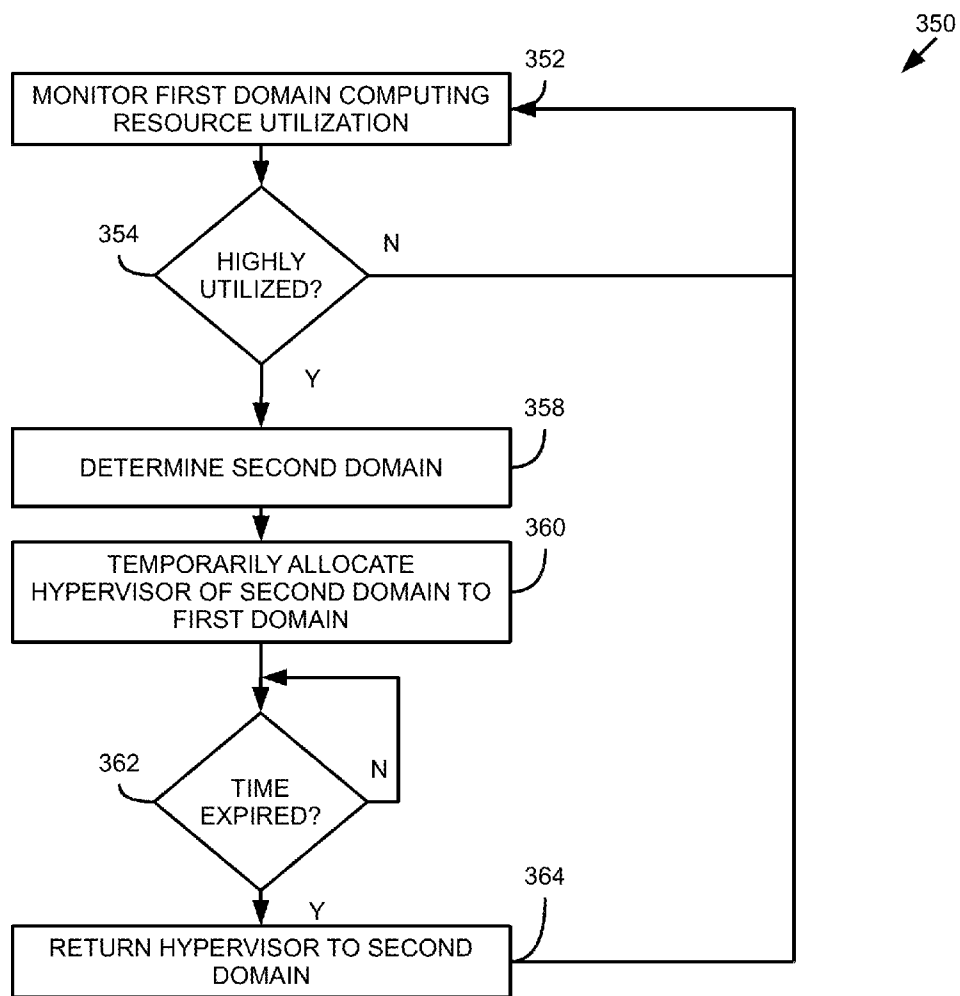 350
352
MONITOR FIRST DOMAIN COMPUTING
RESOURCE UTILIZATION
354
N
HIGHLY
UTILIZED?
Y
358
DETERMINE SECOND DOMAIN
360
TEMPORARILY ALLOCATE
HYPERVISOR OF SECOND DOMAIN TO
FIRST DOMAIN
362
N
TIME
EXPIRED?
364
Y
RETURN HYPERVISOR TO SECOND
DOMAIN